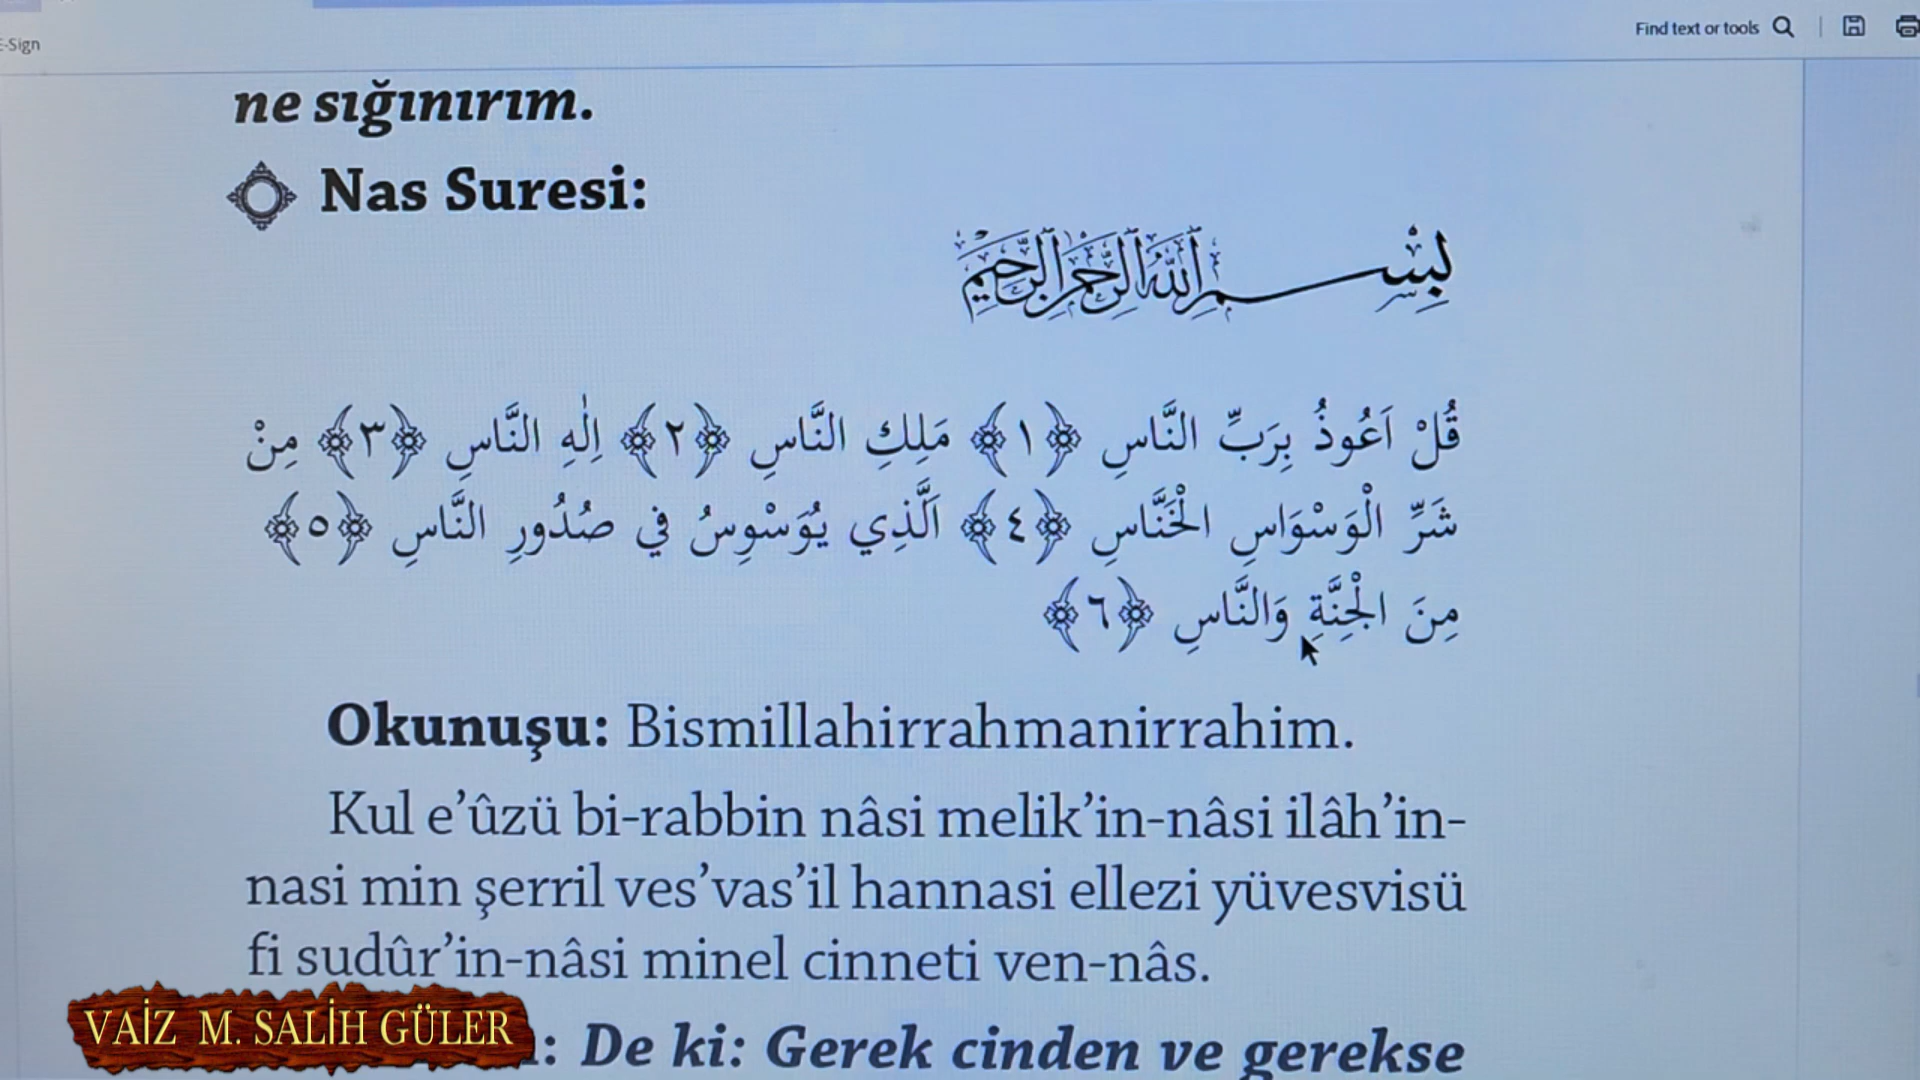 E-Sign
Find text or tools
ne sığınırım.
Nas Suresi:
بِسْمِ اللّٰهِ الرَّحْمٰنِ الرَّحِيمِ
قُلْ اَعُوذُ بِرَبِّ النَّاسِ ﴿١﴾ مَلِكِ النَّاسِ ﴿٢﴾ اِلٰهِ النَّاسِ ﴿٣﴾ مِنْ
شَرِّ الْوَسْوَاسِ الْخَنَّاسِ ﴿٤﴾ اَلَّذِي يُوَسْوِسُ فِي صُدُورِ النَّاسِ ﴿٥﴾
مِنَ الْجِنَّةِ وَالنَّاسِ ﴿٦﴾
Okunuşu: Bismillahirrahmanirrahim.
Kul e’ûzü bi-rabbin nâsi melik’in-nâsi ilâh’in-
nasi min şerril ves’vas’il hannasi ellezi yüvesvisü
fi sudûr’in-nâsi minel cinneti ven-nâs.
De ki: Gerek cinden ve gerekse
VAİZ M. SALİH GÜLER